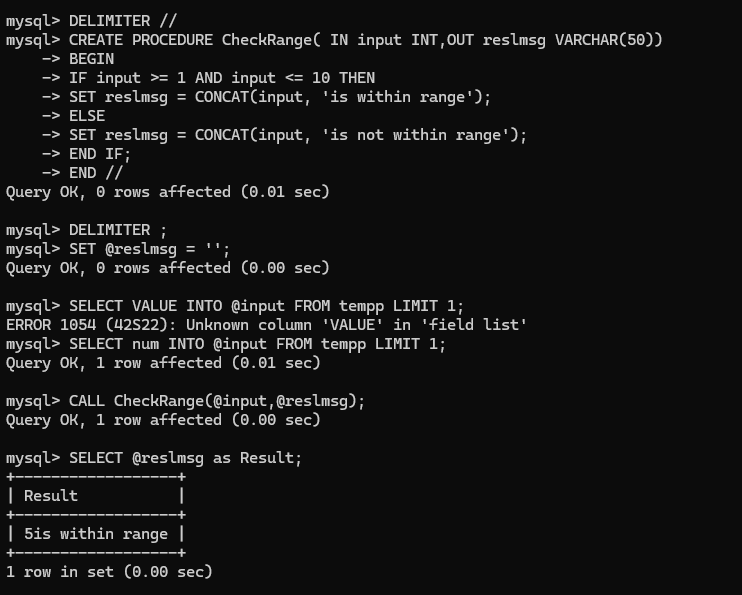 mysql> DELIMITER //
mysql> CREATE PROCEDURE CheckRange( IN input INT,OUT reslmsg VARCHAR(50))
    -> BEGIN
    -> IF input >= 1 AND input <= 10 THEN
    -> SET reslmsg = CONCAT(input, 'is within range');
    -> ELSE
    -> SET reslmsg = CONCAT(input, 'is not within range');
    -> END IF;
    -> END //
Query OK, 0 rows affected (0.01 sec)

mysql> DELIMITER ;
mysql> SET @reslmsg = '';
Query OK, 0 rows affected (0.00 sec)

mysql> SELECT VALUE INTO @input FROM tempp LIMIT 1;
ERROR 1054 (42S22): Unknown column 'VALUE' in 'field list'
mysql> SELECT num INTO @input FROM tempp LIMIT 1;
Query OK, 1 row affected (0.01 sec)

mysql> CALL CheckRange(@input,@reslmsg);
Query OK, 1 row affected (0.00 sec)

mysql> SELECT @reslmsg as Result;
+------------------+
| Result           |
+------------------+
| 5is within range |
+------------------+
1 row in set (0.00 sec)